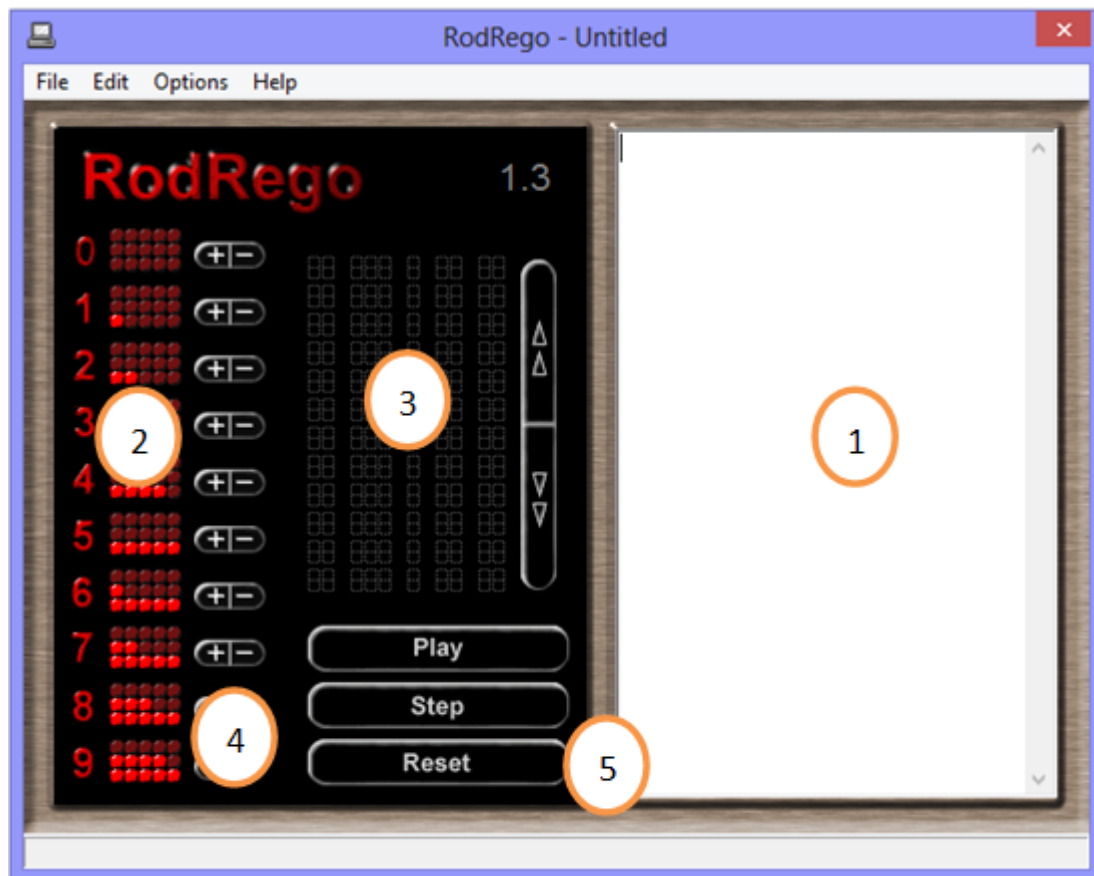 RodRego - Untitled
File Edit Options Help
RodRego 1.3
0 + -
1 + -
2 + -
3 + -
4 + -
5 + -
6 + -
7 + -
8
9
2
3
1
4
5
Play
Step
Reset